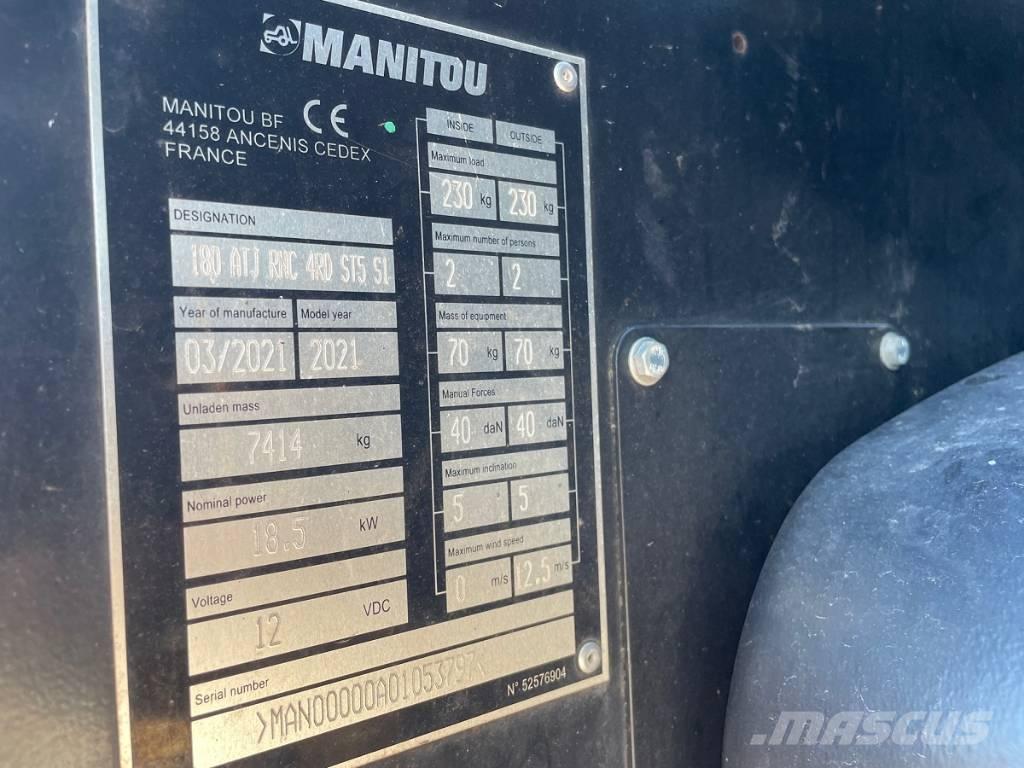 MANITOU
MANITOU BF
44158 ANCENIS CEDEX
FRANCE
CE
DESIGNATION
180 ATJ RNC 4RD ST5 S1
Year of manufacture Model year
03/2021 2021
Unladen mass
7414 kg
Nominal power
18.5 kW
Voltage
12 VDC
Serial number
>MAN00000A01053797<
INSIDE OUTSIDE
Maximum load
230 kg 230 kg
Maximum number of persons
2 2
Mass of equipment
70 kg 70 kg
Manual Forces
40 daN 40 daN
Maximum inclination
5 5
Maximum wind speed
0 m/s 12.5 m/s
N° 52576904
MASCUS